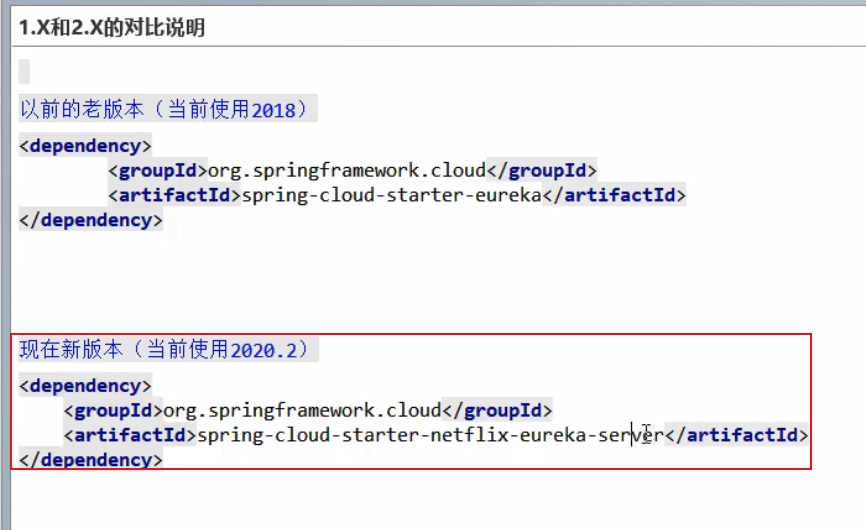 1.X和2.X的对比说明
以前的老版本（当前使用2018）
<dependency>
<groupId>org.springframework.cloud</groupId>
<artifactId>spring-cloud-starter-eureka</artifactId>
</dependency>
现在新版本（当前使用2020.2）
<dependency>
<groupId>org.springframework.cloud</groupId>
<artifactId>spring-cloud-starter-netflix-eureka-server</artifactId>
</dependency>